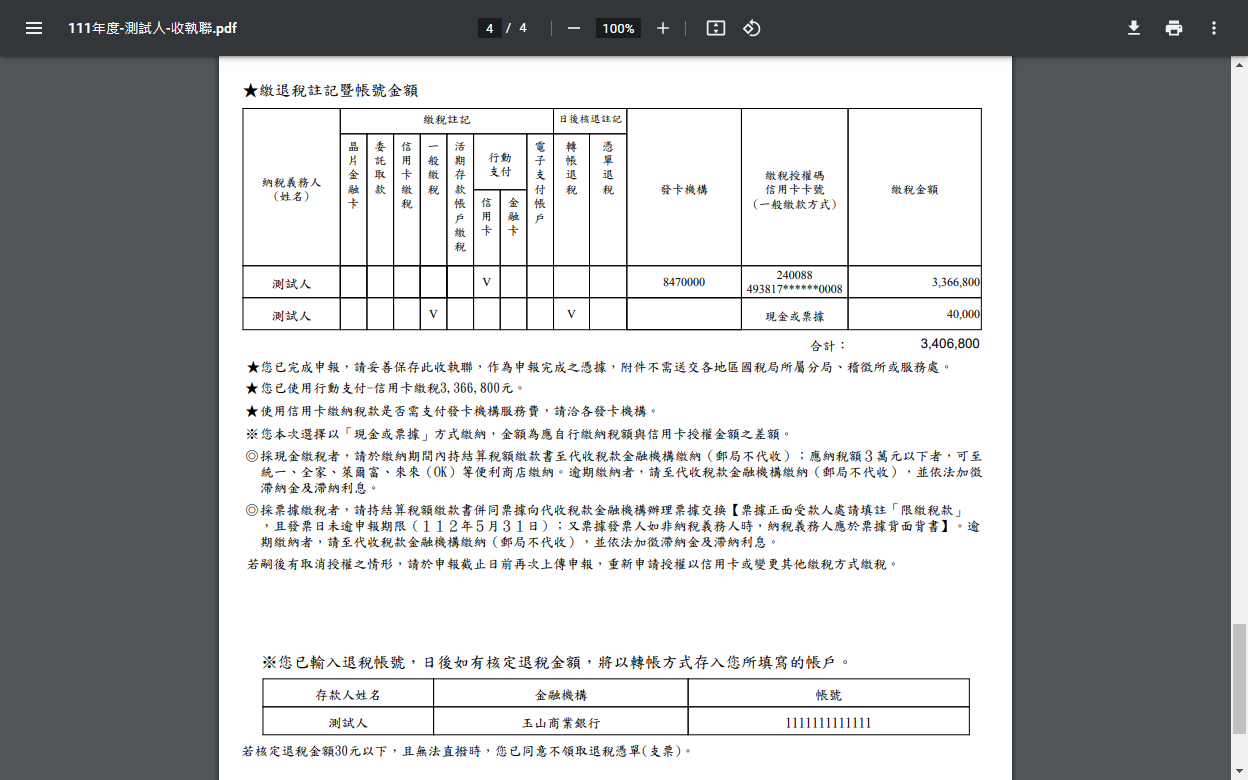 111年度-測試人-收執聯.pdf
4 / 4
100%
★繳退稅註記暨帳號金額
納稅義務人
(姓名)
繳稅註記
日後核退註記
發卡機構
繳稅授權碼
信用卡卡號
(一般繳款方式)
繳稅金額
晶片金融卡
委託取款
信用卡繳稅
一般繳稅
活期存款帳戶繳稅
行動
支付
信用卡
金融卡
電子支付帳戶
轉帳退稅
憑單退稅
測試人 V 8470000 240088 3,366,800
493817******0008
測試人 V V 現金或票據 40,000
合計： 3,406,800
★您已完成申報，請妥善保存此收執聯，作為申報完成之憑據，附件不需送交各地區國稅局所屬分局、稽徵所或服務處。
★您已使用行動支付-信用卡繳稅3,366,800元。
★使用信用卡繳納稅款是否需支付發卡機構服務費，請洽各發卡機構。
※您本次選擇以「現金或票據」方式繳納，金額為應自行繳納稅額與信用卡授權金額之差額。
◎採現金繳稅者，請於繳納期間內持結算稅額繳款書至代收稅款金融機構繳納（郵局不代收）；應納稅額３萬元以下者，可至
統一、全家、萊爾富、來來（OK）等便利商店繳納。逾期繳納者，請至代收稅款金融機構繳納（郵局不代收），並依法加徵
滯納金及滯納利息。
◎採票據繳稅者，請持結算稅額繳款書併同票據向代收稅款金融機構辦理票據交換【票據正面受款人處請填註「限繳稅款」
，且發票日未逾申報期限（１１２年５月３１日）；又票據發票人如非納稅義務人時，納稅義務人應於票據背面背書】。逾
期繳納者，請至代收稅款金融機構繳納（郵局不代收），並依法加徵滯納金及滯納利息。
若嗣後有取消授權之情形，請於申報截止日前再次上傳申報，重新申請授權以信用卡或變更其他繳稅方式繳稅。
※您已輸入退稅帳號，日後如有核定退稅金額，將以轉帳方式存入您所填寫的帳戶。
存款人姓名 金融機構 帳號
測試人 玉山商業銀行 1111111111111
若核定退稅金額30元以下，且無法直撥時，您已同意不領取退稅憑單(支票)。